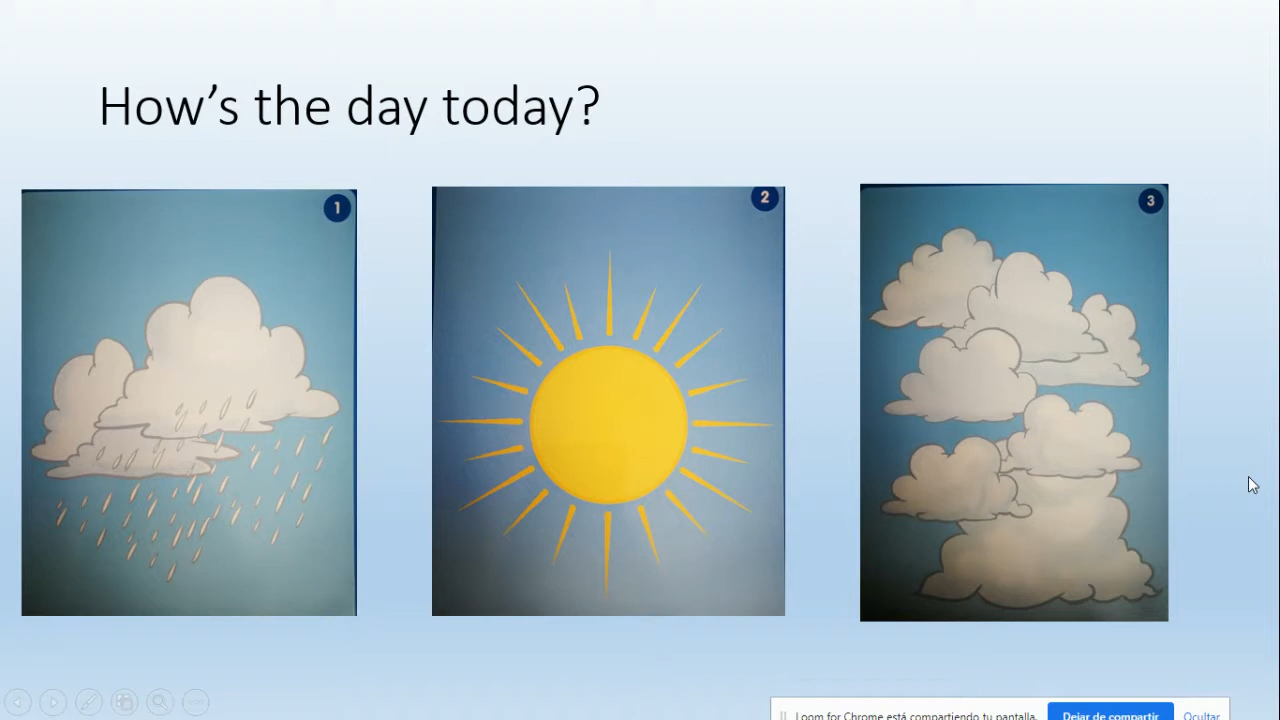 How's the day today?
1
2
3
Loom for Chrome está compartiendo tu pantalla.
Dejar de compartir
Ocultar